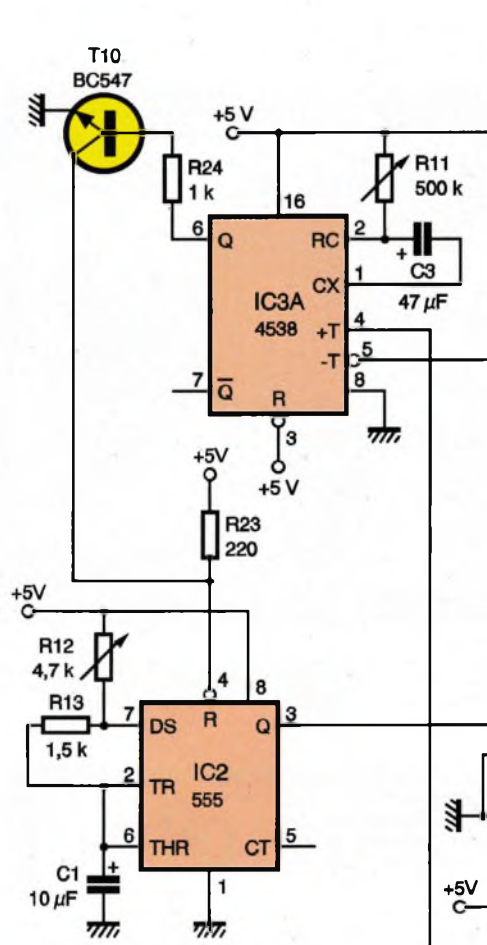 T10
BC547
+5 V
R24
1 k
R11
500 k
16
6
Q
RC
2
+
C3
47 µF
CX
1
IC3A
4538
+T
4
-T
5
7
Q̅
R
8
3
+5V
+5 V
R23
220
+5V
R12
4,7 k
4
8
R13
1,5 k
7
DS
R
Q
3
IC2
555
2
TR
6
THR
CT
5
C1
+
10 µF
1
+5V